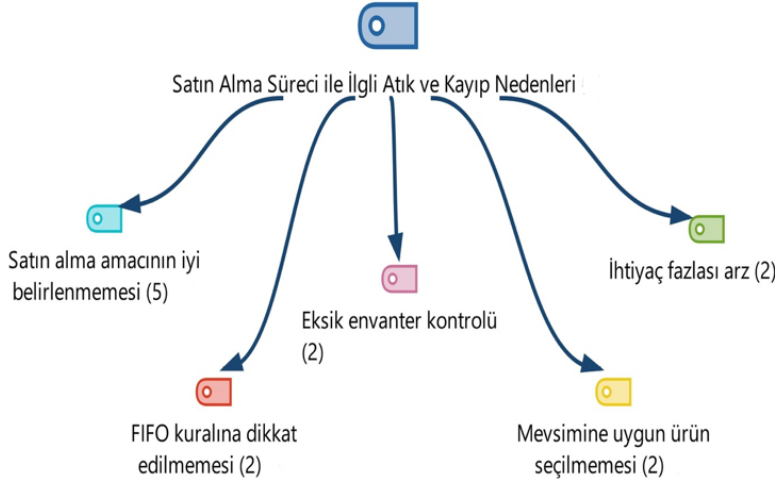 Satın Alma Süreci ile İlgli Atık ve Kayıp Nedenleri
Satın alma amacının iyi
belirlenmemesi (5)
İhtiyaç fazlası arz (2)
Eksik envanter kontrolü
(2)
FIFO kuralına dikkat
edilmemesi (2)
Mevsimine uygun ürün
seçilmemesi (2)